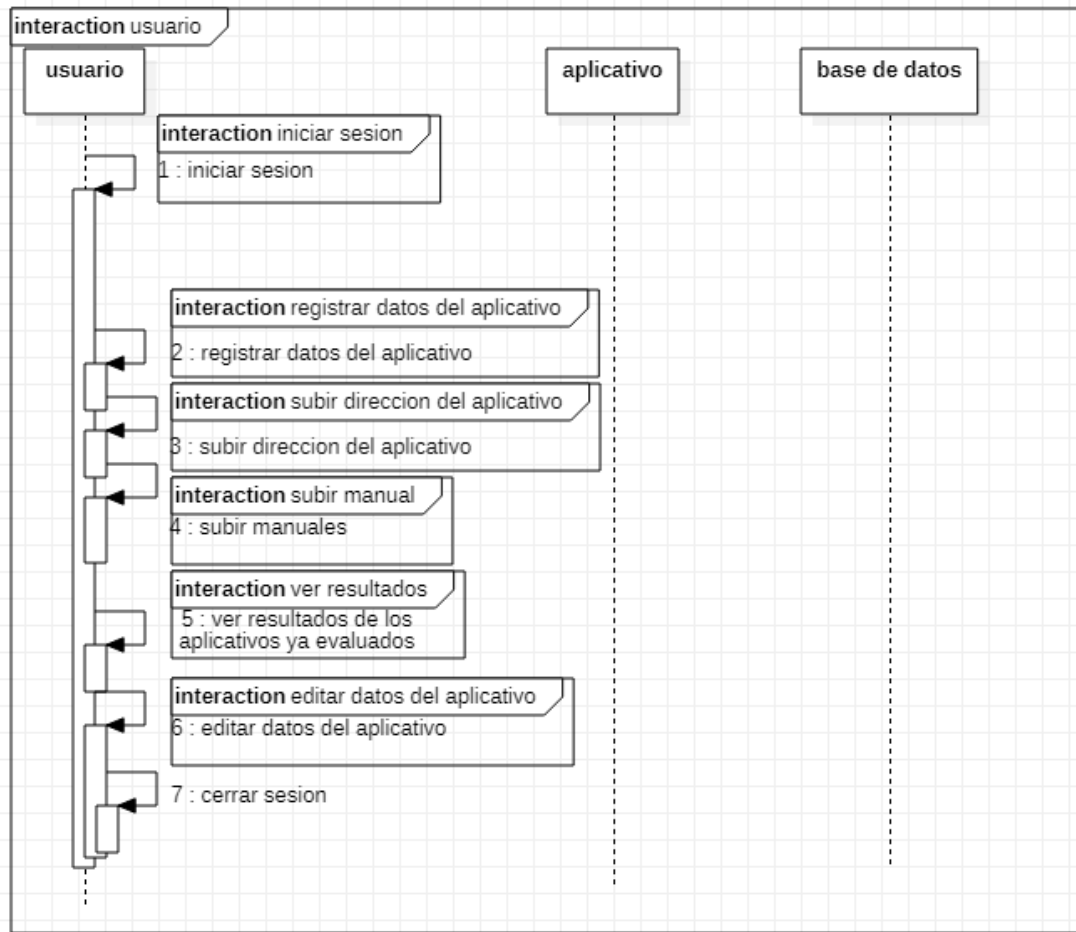 interaction usuario
usuario
aplicativo
base de datos
interaction iniciar sesion
1 : iniciar sesion
interaction registrar datos del aplicativo
2 : registrar datos del aplicativo
interaction subir direccion del aplicativo
3 : subir direccion del aplicativo
interaction subir manual
4 : subir manuales
interaction ver resultados
5 : ver resultados de los
aplicativos ya evaluados
interaction editar datos del aplicativo
6 : editar datos del aplicativo
7 : cerrar sesion